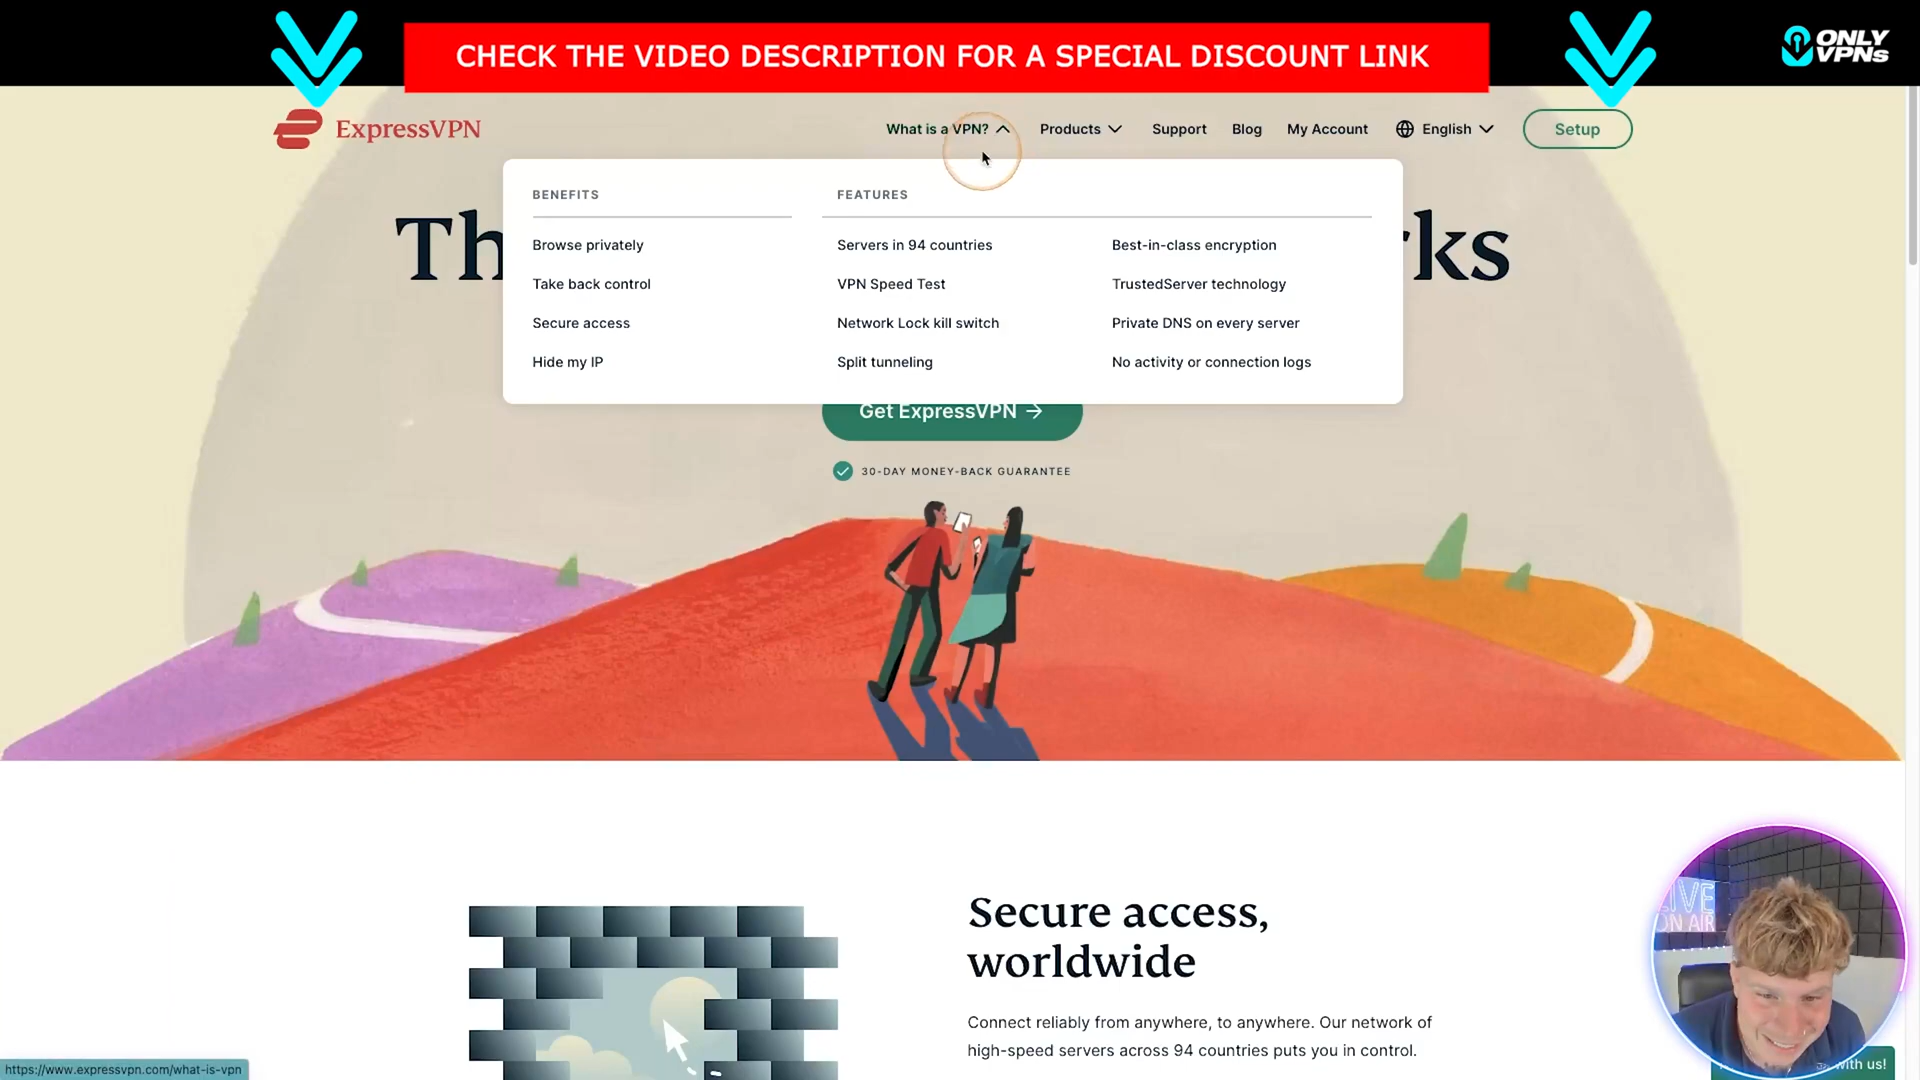 CHECK THE VIDEO DESCRIPTION FOR A SPECIAL DISCOUNT LINK
ONLY
VPNs
ExpressVPN
What is a VPN?
Products
Support
Blog
My Account
English
Setup
BENEFITS
Browse privately
Take back control
Secure access
Hide my IP
FEATURES
Servers in 94 countries
VPN Speed Test
Network Lock kill switch
Split tunneling
Best-in-class encryption
TrustedServer technology
Private DNS on every server
No activity or connection logs
Th
rks
Get ExpressVPN →
30-DAY MONEY-BACK GUARANTEE
Secure access,
worldwide
Connect reliably from anywhere, to anywhere. Our network of
high-speed servers across 94 countries puts you in control.
LIVE
ON AIR
with us!
https://www.expressvpn.com/what-is-vpn